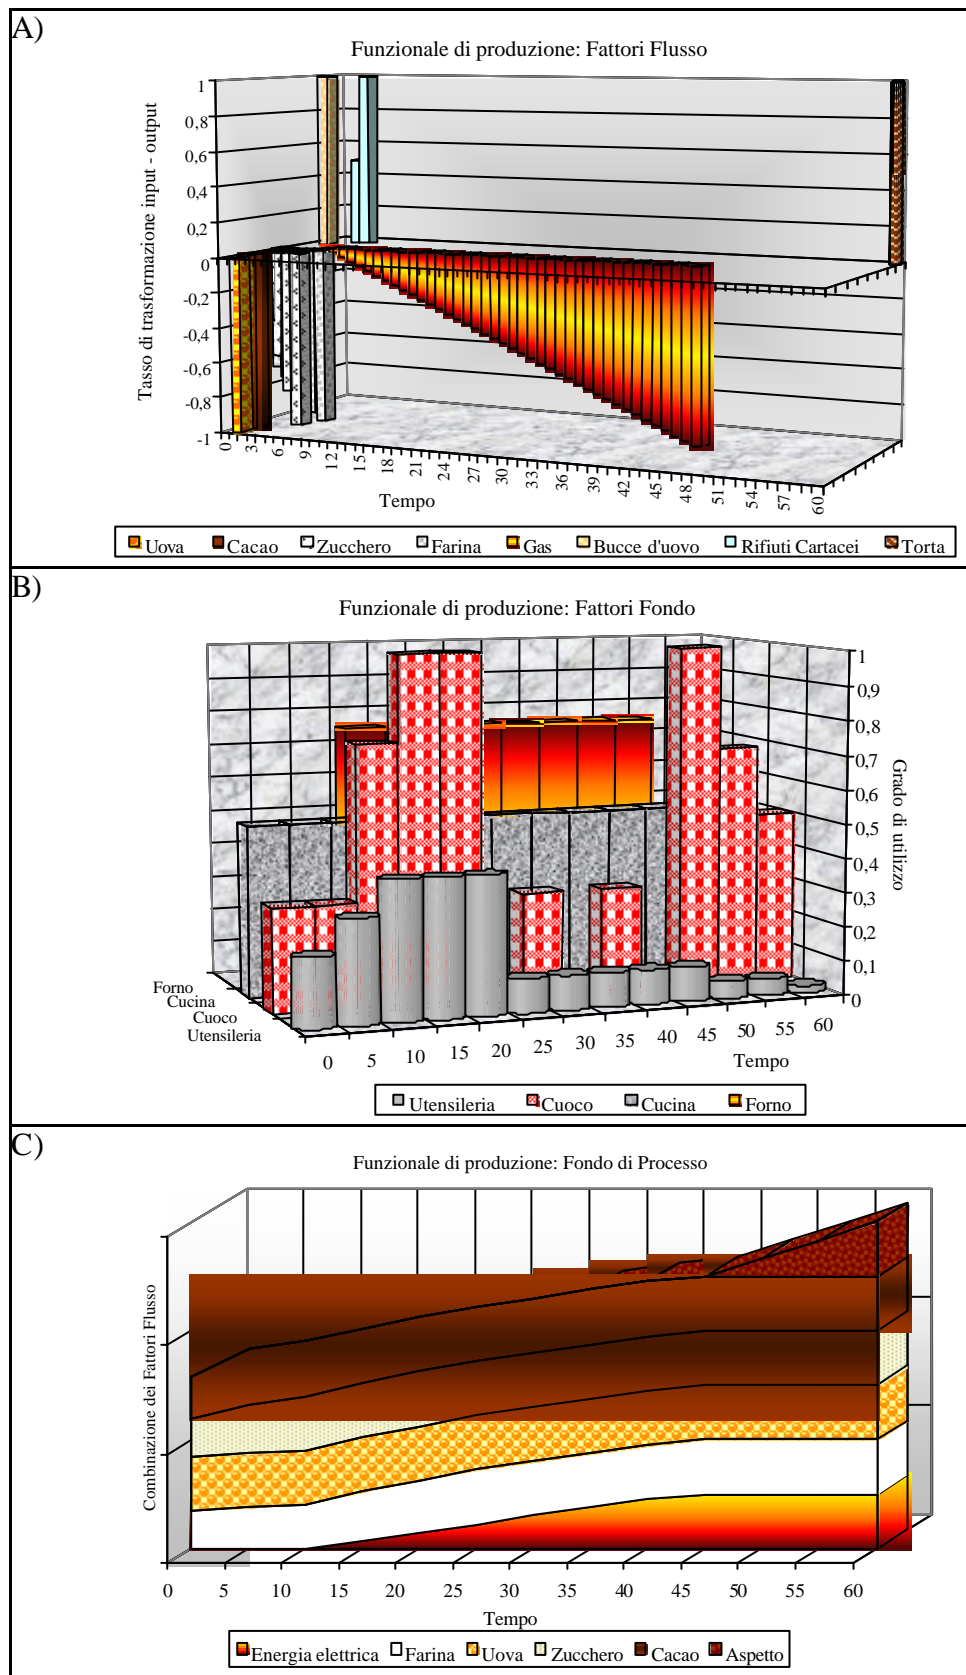 A)
Funzionale di produzione: Fattori Flusso
Tasso di trasformazione input - output
1
0,8
0,6
0,4
0,2
0
-0,2
-0,4
-0,6
-0,8
-1
0 3 6 9 12 15 18 21 24 27 30 33 36 39 42 45 48 51 54 57 60
Tempo
Uova Cacao Zucchero Farina Gas Bucce d'uovo Rifiuti Cartacei Torta
B)
Funzionale di produzione: Fattori Fondo
1
0,9
0,8
0,7
0,6
0,5
0,4
0,3
0,2
0,1
0
Grado di utilizzo
Forno
Cucina
Cuoco
Utensileria
0 5 10 15 20 25 30 35 40 45 50 55 60
Tempo
Utensileria Cuoco Cucina Forno
C)
Funzionale di produzione: Fondo di Processo
Combinazione dei Fattori Flusso
0 5 10 15 20 25 30 35 40 45 50 55 60
Tempo
Energia elettrica Farina Uova Zucchero Cacao Aspetto